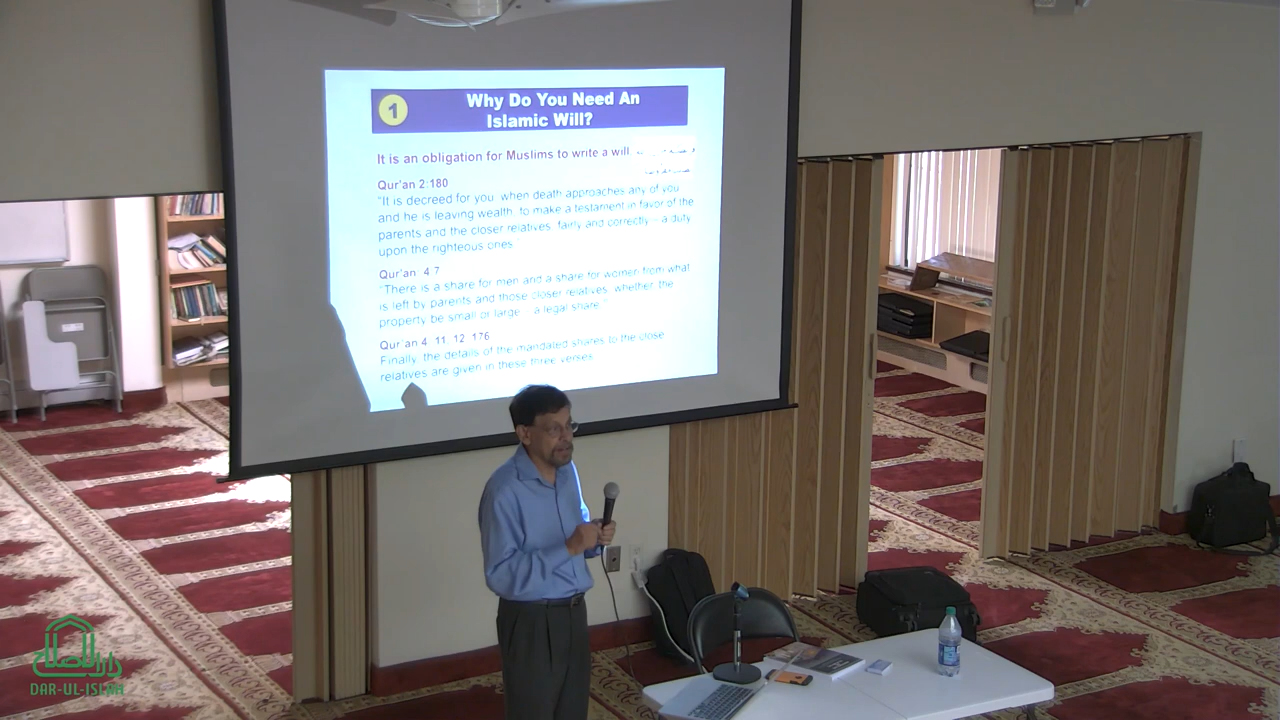 1
Why Do You Need An
Islamic Will?
It is an obligation for Muslims to write a will.
Qur'an 2:180
"It is decreed for you, when death approaches any of you
and he is leaving wealth, to make a testament in favor of the
parents and the closer relatives, fairly and correctly - a duty
upon the righteous ones."
Qur'an 4:7
"There is a share for men and a share for women from what
is left by parents and those closer relatives, whether the
property be small or large - a legal share."
Qur'an 4: 11, 12, 176
Finally, the details of the mandated shares to the close
relatives are given in these three verses
دار الإصلاح
DAR-UL-ISLAH